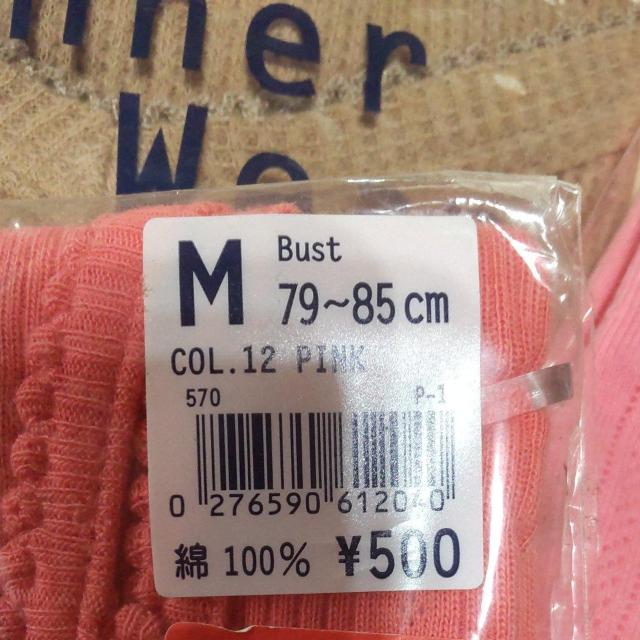 nner
We
M
Bust
79~85cm
COL.12 PINK
570 P-1
0 276590 612040
綿 100% ¥500